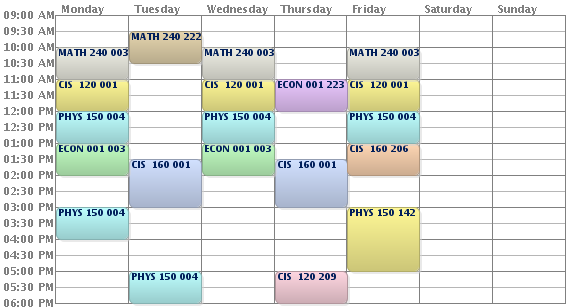 Monday Tuesday Wednesday Thursday Friday Saturday Sunday
09:00 AM
09:30 AM
MATH 240 222
10:00 AM
MATH 240 003 MATH 240 003 MATH 240 003
10:30 AM
11:00 AM
CIS 120 001 CIS 120 001 ECON 001 223 CIS 120 001
11:30 AM
12:00 PM
PHYS 150 004 PHYS 150 004 PHYS 150 004
12:30 PM
01:00 PM
ECON 001 003 ECON 001 003 CIS 160 206
01:30 PM
CIS 160 001 CIS 160 001
02:00 PM
02:30 PM
03:00 PM
PHYS 150 004 PHYS 150 142
03:30 PM
04:00 PM
04:30 PM
05:00 PM
PHYS 150 004 CIS 120 209
05:30 PM
06:00 PM